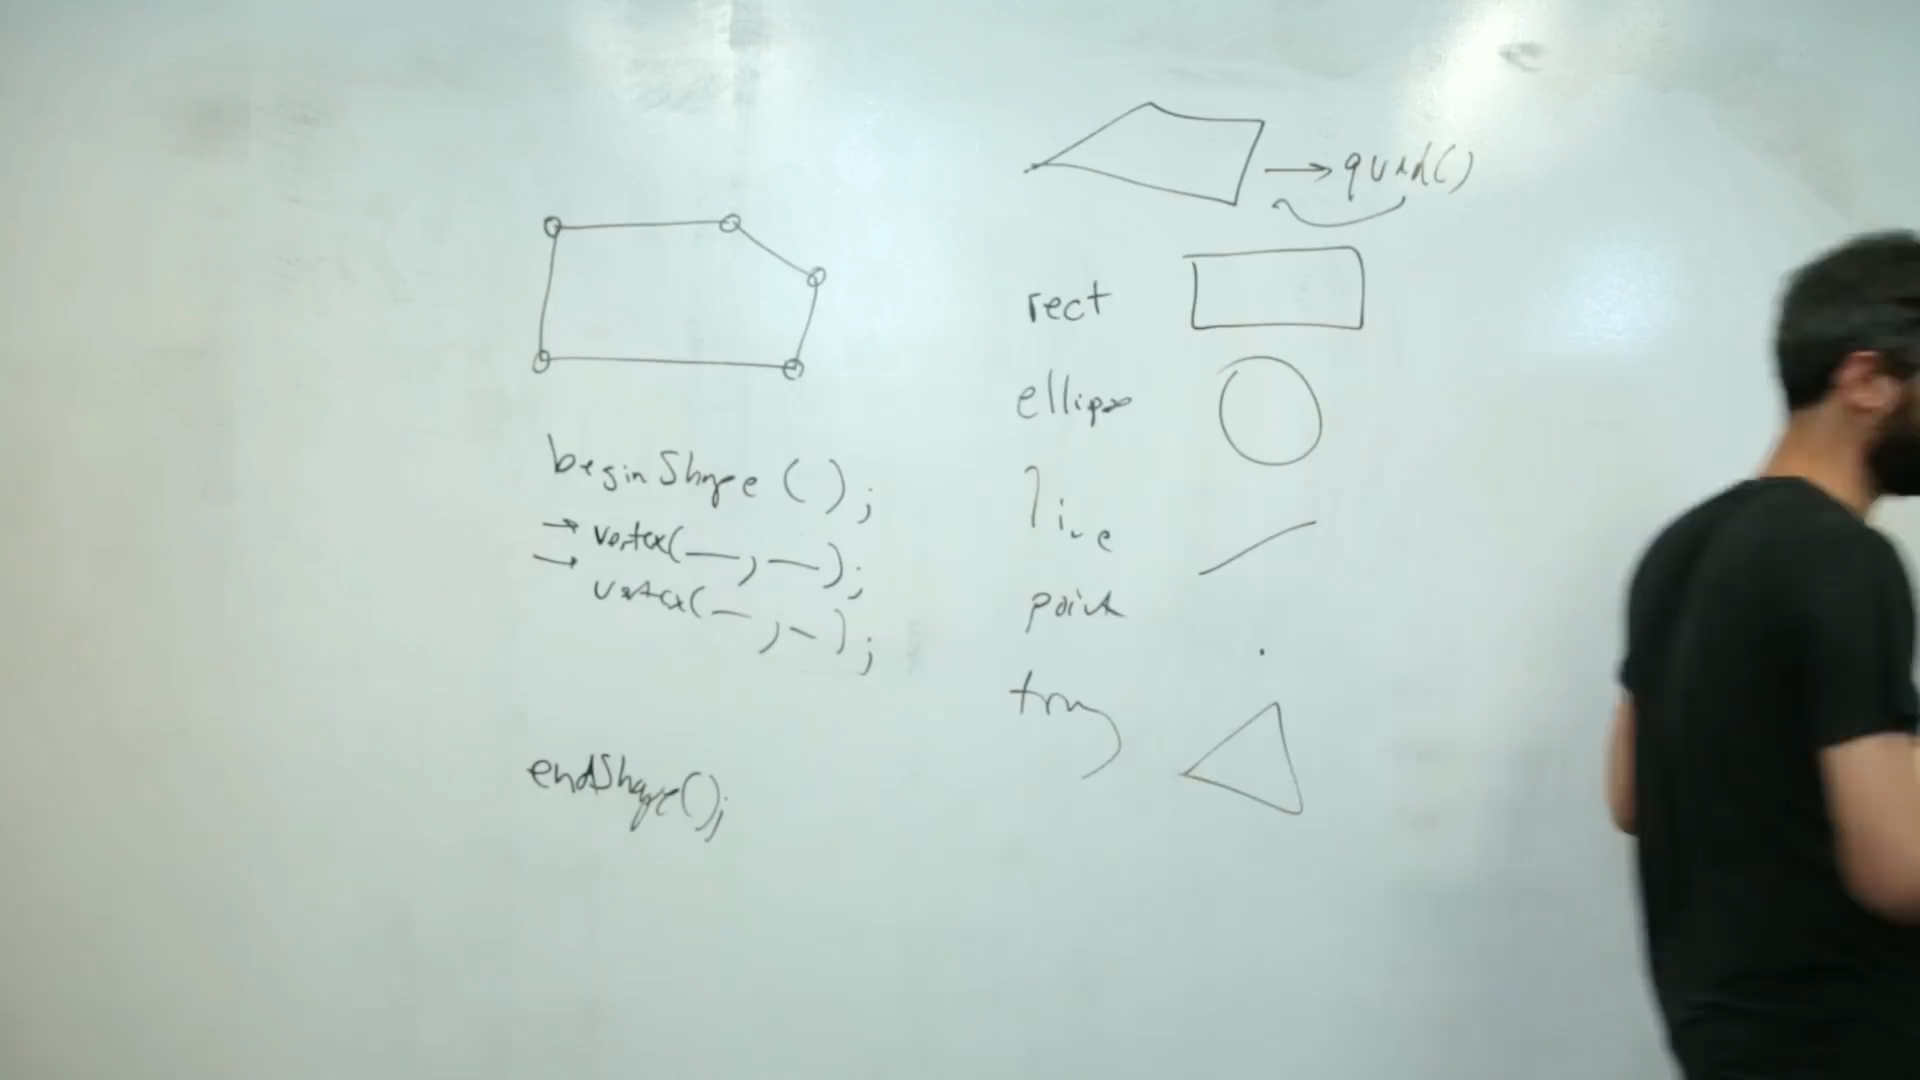 beginShape ( );
vertex(—, —);
vertex(—, —);
endShape();
quad()
rect
ellipse
line
point